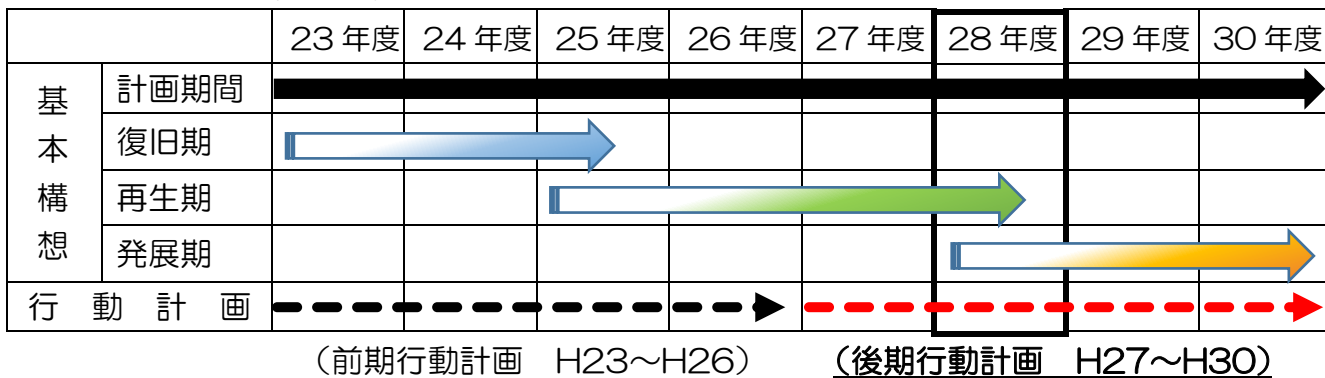 23年度 24年度 25年度 26年度 27年度 28年度 29年度 30年度
基本構想
計画期間
復旧期
再生期
発展期
行動計画
（前期行動計画　H23～H26）　（後期行動計画　H27～H30）